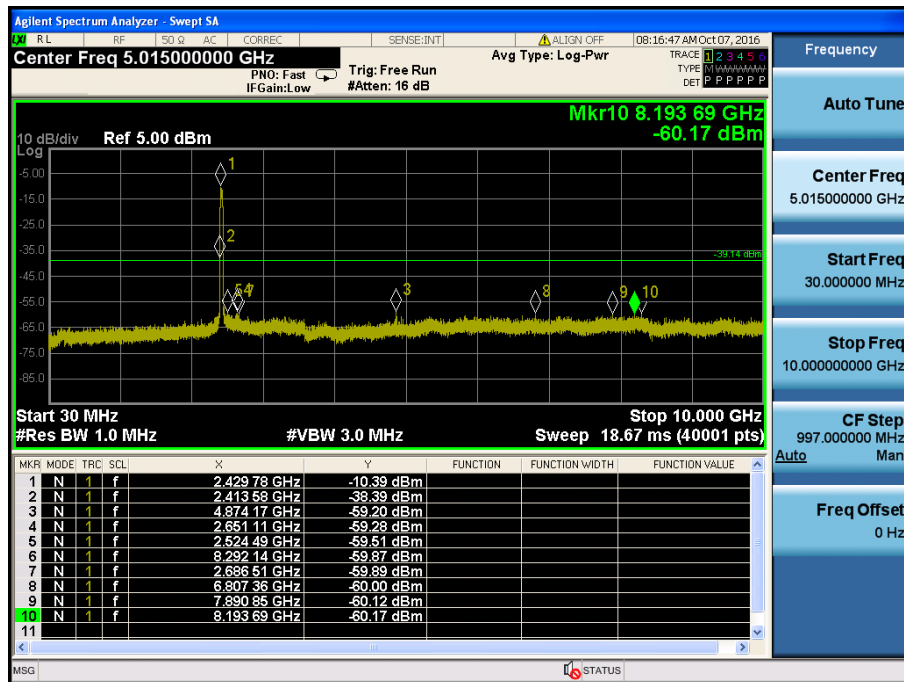 Agilent Spectrum Analyzer - Swept SA
LXI RL RF 50 Ω AC CORREC SENSE:INT ALIGN OFF 08:16:47 AM Oct 07, 2016
Center Freq 5.015000000 GHz
PNO: Fast
IFGain:Low
Trig: Free Run
#Atten: 16 dB
Avg Type: Log-Pwr
TRACE 1 2 3 4 5 6
TYPE M WWWWW
DET P P P P P P
Mkr10 8.193 69 GHz
-60.17 dBm
10 dB/div Ref 5.00 dBm
Log
-5.00
-15.0
-25.0
-35.0
-45.0
-55.0
-65.0
-75.0
-85.0
1
2
-39.14 dBm
5 4 7
3
8
9
10
Start 30 MHz Stop 10.000 GHz
#Res BW 1.0 MHz #VBW 3.0 MHz Sweep 18.67 ms (40001 pts)
MKR MODE TRC SCL X Y FUNCTION FUNCTION WIDTH FUNCTION VALUE
1 N 1 f 2.429 78 GHz -10.39 dBm
2 N 1 f 2.413 58 GHz -38.39 dBm
3 N 1 f 4.874 17 GHz -59.20 dBm
4 N 1 f 2.651 11 GHz -59.28 dBm
5 N 1 f 2.524 49 GHz -59.51 dBm
6 N 1 f 8.292 14 GHz -59.87 dBm
7 N 1 f 2.686 51 GHz -59.89 dBm
8 N 1 f 6.807 36 GHz -60.00 dBm
9 N 1 f 7.890 85 GHz -60.12 dBm
10 N 1 f 8.193 69 GHz -60.17 dBm
11
MSG STATUS
Frequency
Auto Tune
Center Freq
5.015000000 GHz
Start Freq
30.000000 MHz
Stop Freq
10.000000000 GHz
CF Step
997.000000 MHz
Auto Man
Freq Offset
0 Hz